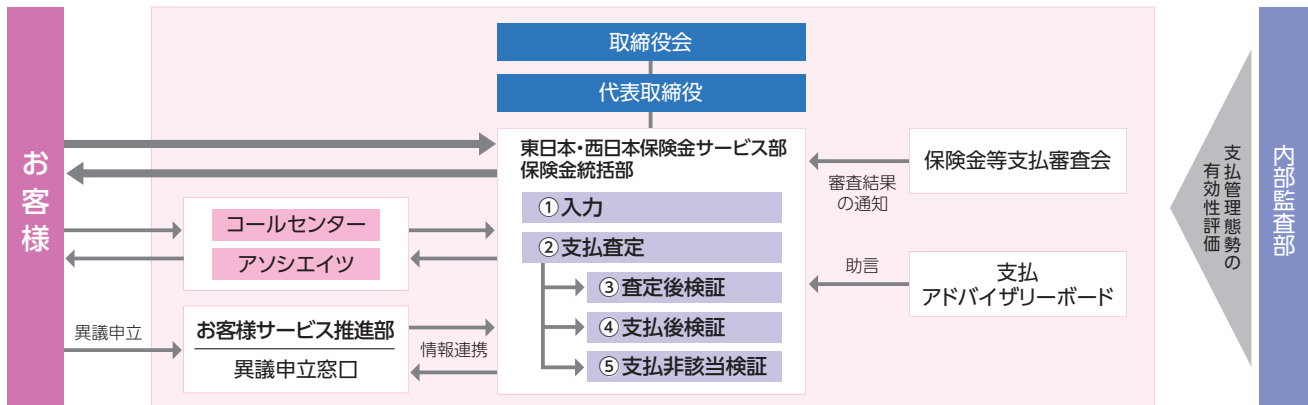 お客様
取締役会
代表取締役
東日本・西日本保険金サービス部
保険金統括部
①入力
②支払査定
③査定後検証
④支払後検証
⑤支払非該当検証
コールセンター
アソシエイツ
異議申立
お客様サービス推進部
異議申立窓口
情報連携
保険金等支払審査会
審査結果
の通知
助言
支払
アドバイザリーボード
支払管理態勢の
有効性評価
内部監査部